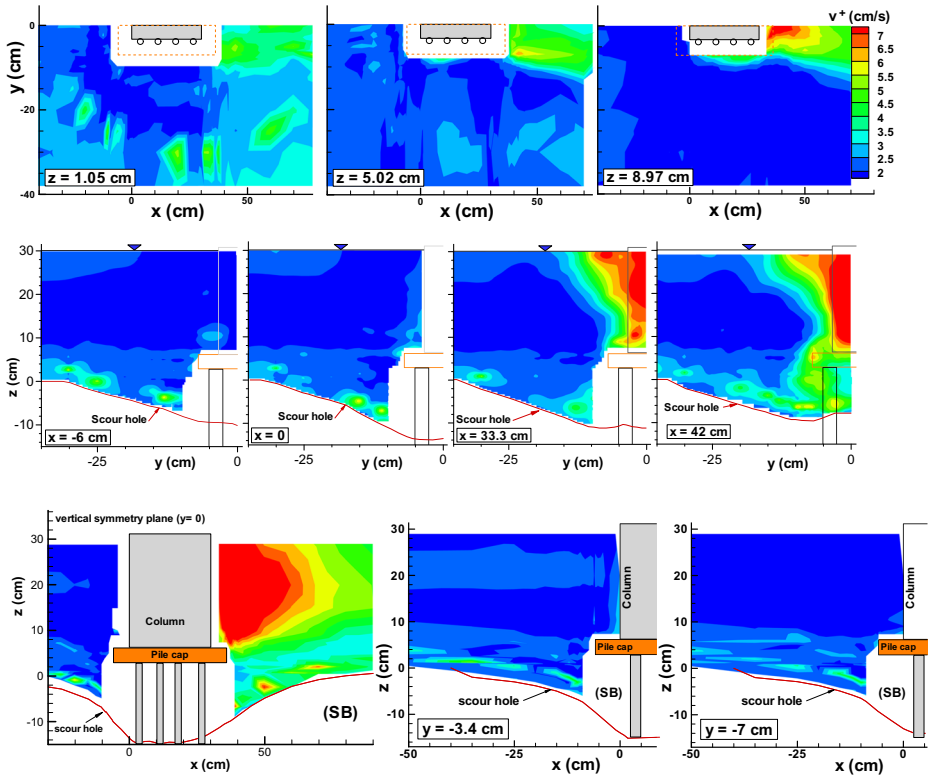 v+ (cm/s)
7
6
5.5
5
4.5
4
3.5
3
2.5
2
y (cm)
0
-20
-40
z = 1.05 cm
z = 5.02 cm
z = 8.97 cm
0 50
0 50
0 50
x (cm)
x (cm)
x (cm)
z (cm)
30
20
10
0
-10
Scour hole
Scour hole
Scour hole
Scour hole
x = -6 cm
x = 0
x = 33.3 cm
x = 42 cm
-25 0
-25 0
-25 0
-25 0
y (cm)
y (cm)
y (cm)
y (cm)
vertical symmetry plane (y= 0)
z (cm)
30
20
10
0
-10
Column
Pile cap
scour hole
(SB)
0 50
x (cm)
z (cm)
30
20
10
0
-15
Column
Pile cap
(SB)
scour hole
y = -3.4 cm
-50 -25 0
x (cm)
z (cm)
30
20
10
0
-15
Column
Pile cap
(SB)
scour hole
y = -7 cm
-50 -25 0
x (cm)